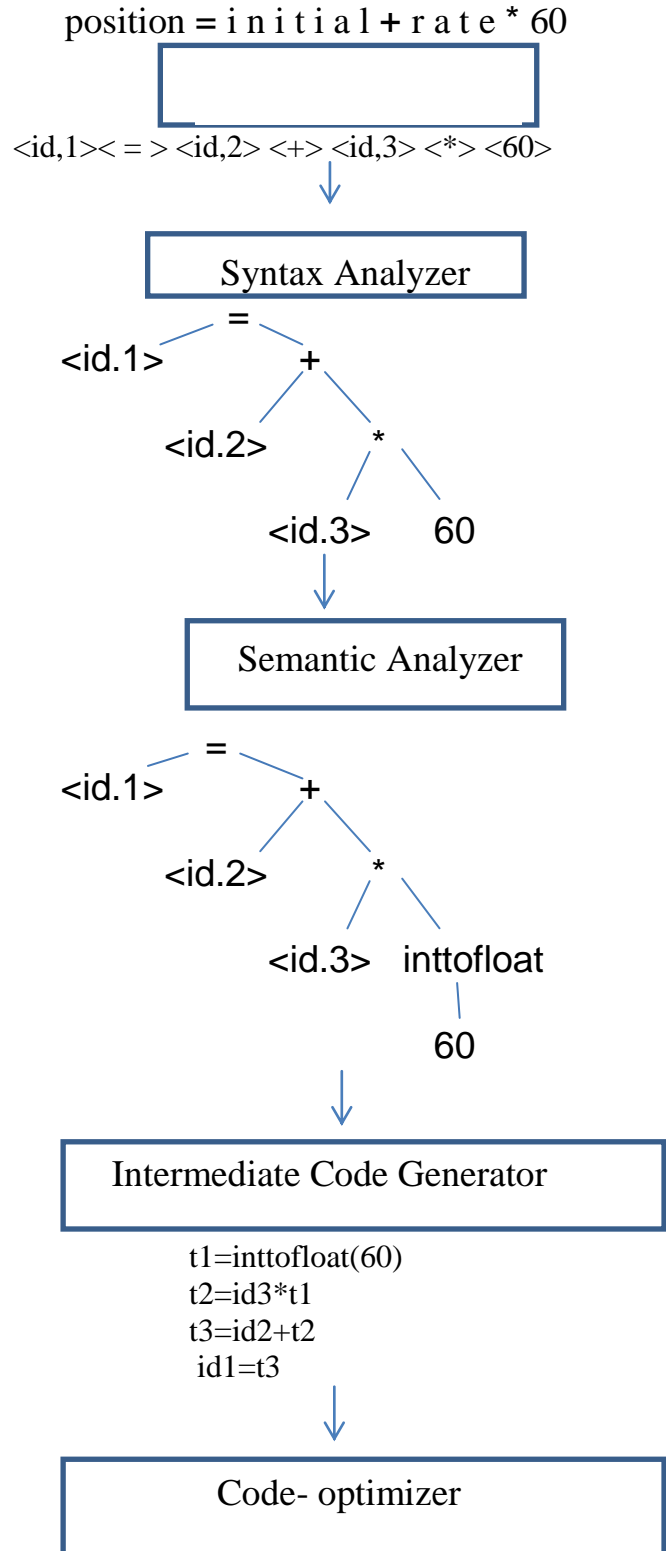 position = i n i t i a l + r a t e * 60
<id,1>< = > <id,2> <+> <id,3> <*> <60>
Syntax Analyzer
=
<id.1>
+
<id.2>
*
<id.3> 60
Semantic Analyzer
=
<id.1>
+
<id.2>
*
<id.3> inttofloat
60
Intermediate Code Generator
t1=inttofloat(60)
t2=id3*t1
t3=id2+t2
id1=t3
Code- optimizer